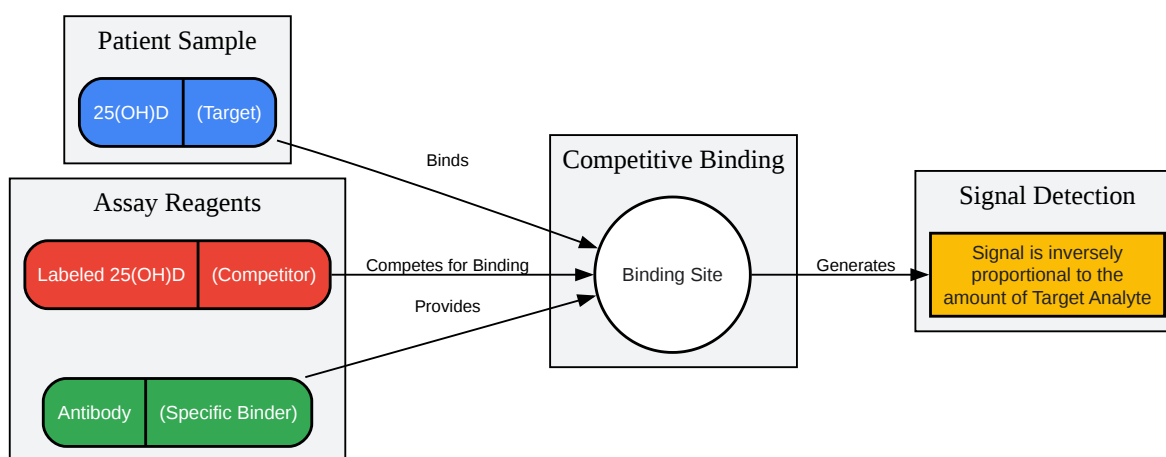 Patient Sample
25(OH)D (Target)
Assay Reagents
Labeled 25(OH)D (Competitor)
Antibody (Specific Binder)
Binds
Competes for Binding
Provides
Competitive Binding
Binding Site
Generates
Signal Detection
Signal is inversely
proportional to the
amount of Target Analyte